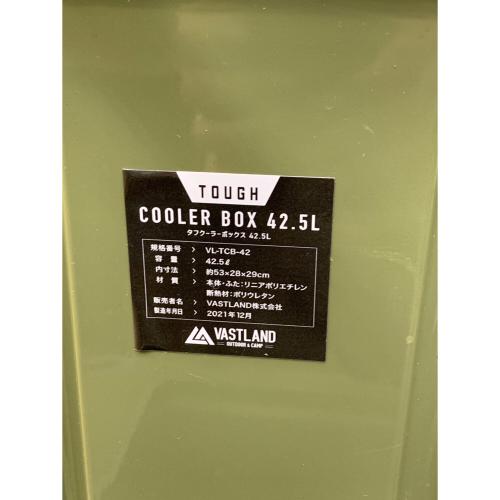 TOUGH
COOLER BOX 42.5L
タフクーラーボックス 42.5L
規格番号 > VL-TCB-42
容量 > 42.5ℓ
内寸法 > 約53×28×29cm
材質 > 本体・ふた：リニアポリエチレン
断熱材：ポリウレタン
販売者名 > VASTLAND株式会社
製造年月日 > 2021年12月
VASTLAND
OUTDOOR & CAMP